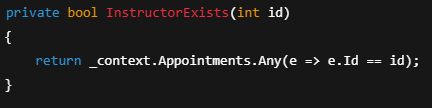 private bool InstructorExists(int id)
{
    return _context.Appointments.Any(e => e.Id == id);
}